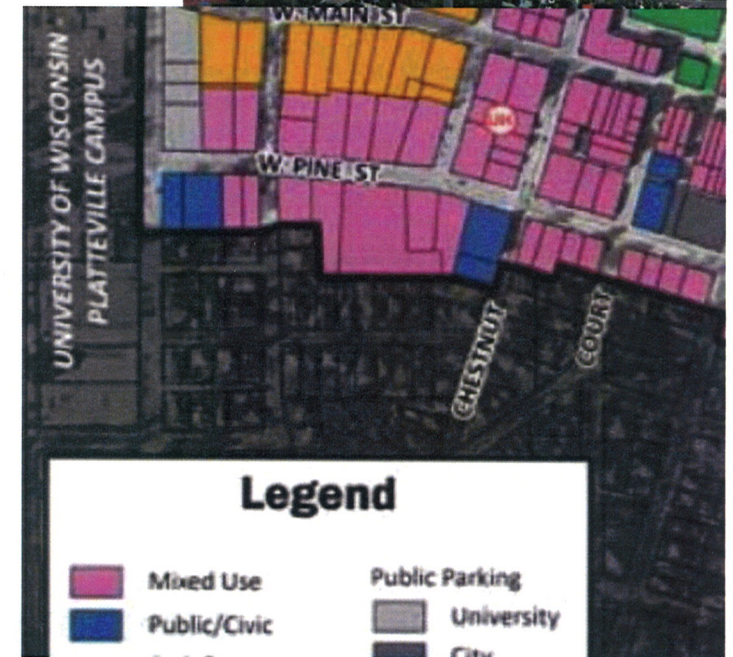 W. MAIN ST
UNIVERSITY OF WISCONSIN
PLATTEVILLE CAMPUS
W. PINE ST
CHESTNUT
COURT
Legend
Mixed Use
Public/Civic
Public Parking
University
City